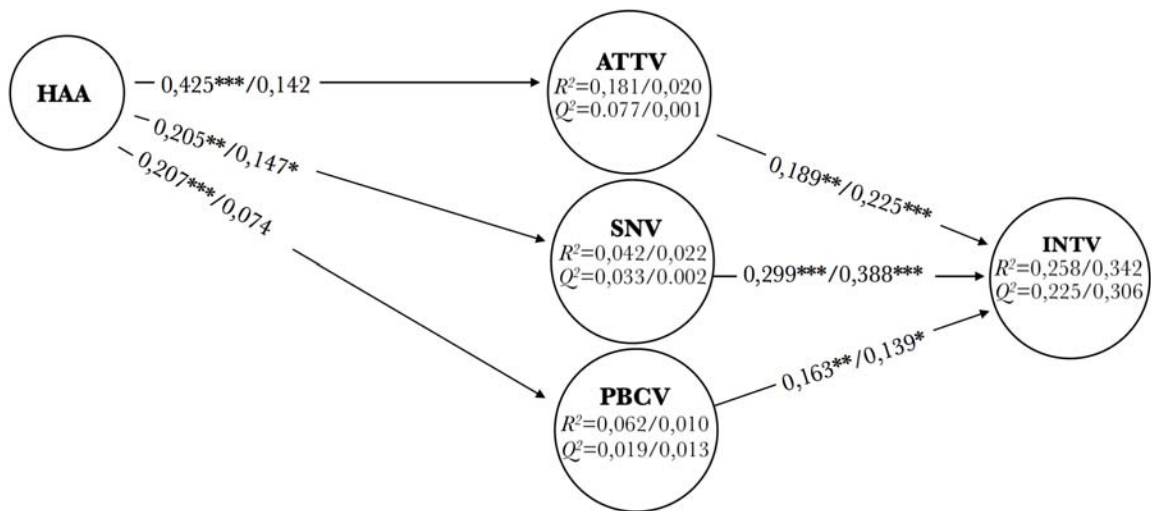 HAA
0,425***/0,142
0,205**/0,147*
0,207***/0,074
ATTV
R²=0,181/0,020
Q²=0.077/0,001
SNV
R²=0,042/0,022
Q²=0,033/0.002
PBCV
R²=0,062/0,010
Q²=0,019/0,013
0,189**/0,225***
0,299***/0,388***
0,163**/0,139*
INTV
R²=0,258/0,342
Q²=0,225/0,306